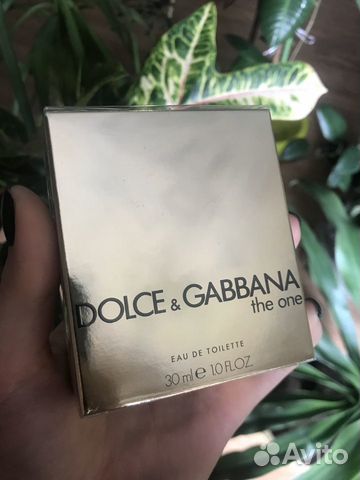 DOLCE & GABBANA
the one
EAU DE TOILETTE
30 ml e 1.0 FL.OZ.
Avito